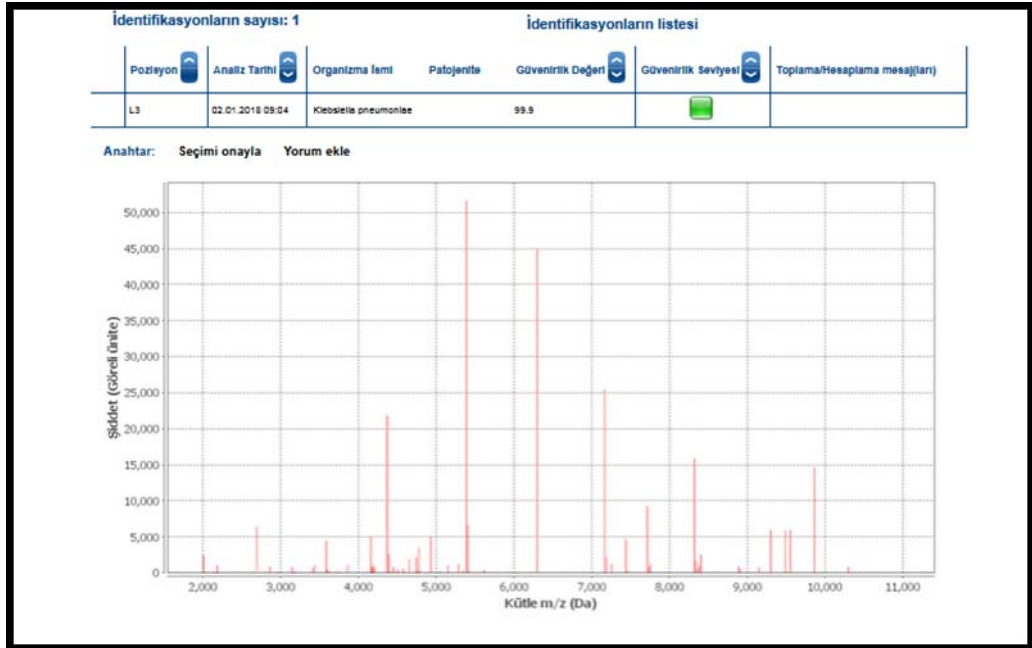 İdentifikasyonların sayısı: 1 İdentifikasyonların listesi
Pozisyon Analiz Tarihi Organizma İsmi Patojenite Güvenirlik Değeri Güvenirlik Seviyesi Toplama/Hesaplama mesaj(ları)
L3 02.01.2018 09:04 Klebsiella pneumoniae 99.9
Anahtar: Seçimi onayla Yorum ekle
Şiddet (Göreli ünite)
50,000
45,000
40,000
35,000
30,000
25,000
20,000
15,000
10,000
5,000
0
2,000 3,000 4,000 5,000 6,000 7,000 8,000 9,000 10,000 11,000
Kütle m/z (Da)